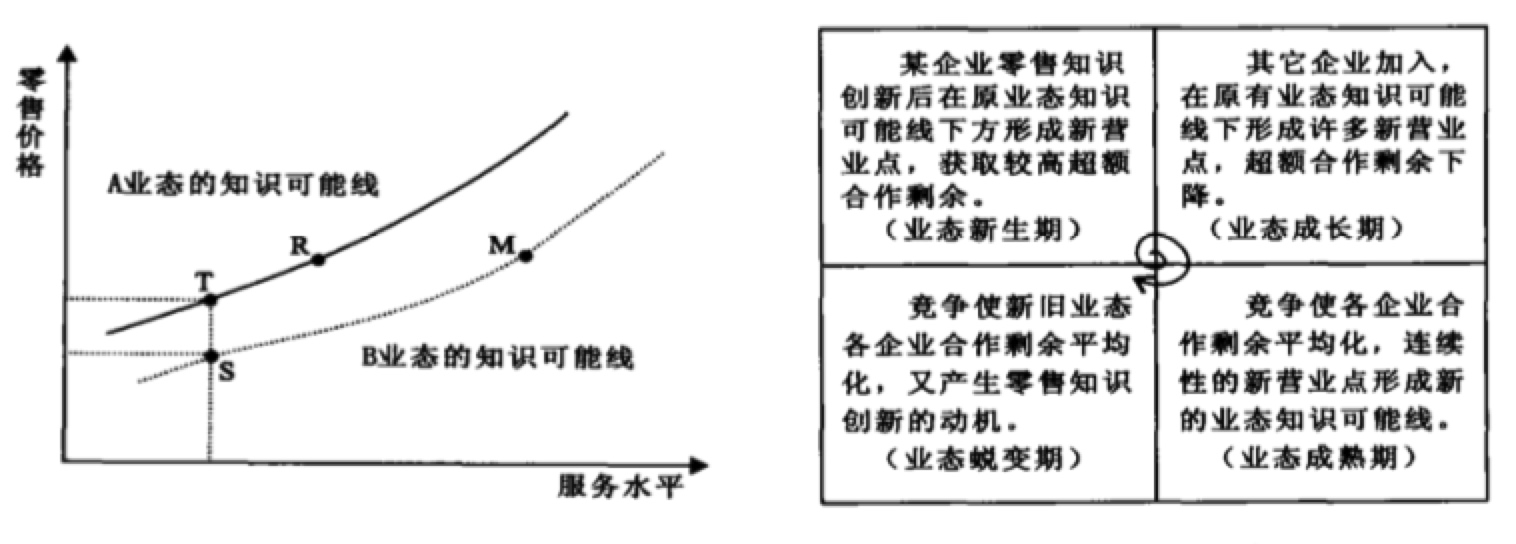 零售价格
A业态的知识可能线
R
M
T
S
B业态的知识可能线
服务水平
某企业零售知识
创新后在原业态知识
可能线下方形成新营
业点，获取较高超额
合作剩余。
（业态新生期）
其它企业加入，
在原有业态知识可能
线下形成许多新营业
点，超额合作剩余下
降。
（业态成长期）
竞争使新旧业态
各企业合作剩余平均
化，又产生零售知识
创新的动机。
（业态蜕变期）
竞争使各企业合
作剩余平均化，连续
性的新营业点形成新
的业态知识可能线。
（业态成熟期）